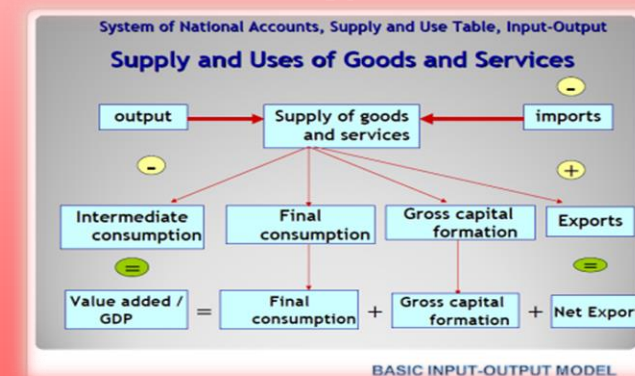 System of National Accounts, Supply and Use Table, Input-Output
Supply and Uses of Goods and Services
-
output
Supply of goods
and services
imports
-
+
Intermediate
consumption
Final
consumption
Gross capital
formation
Exports
=
=
Value added /
GDP
=
Final
consumption
+
Gross capital
formation
+
Net Expor
BASIC INPUT-OUTPUT MODEL